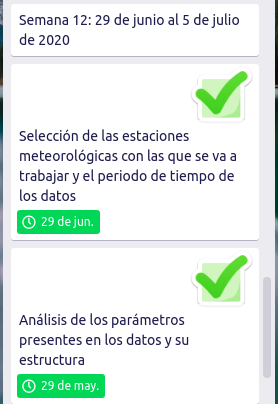 Semana 12: 29 de junio al 5 de julio
de 2020
Selección de las estaciones
meteorológicas con las que se va a
trabajar y el periodo de tiempo de
los datos
29 de jun.
Análisis de los parámetros
presentes en los datos y su
estructura
29 de may.